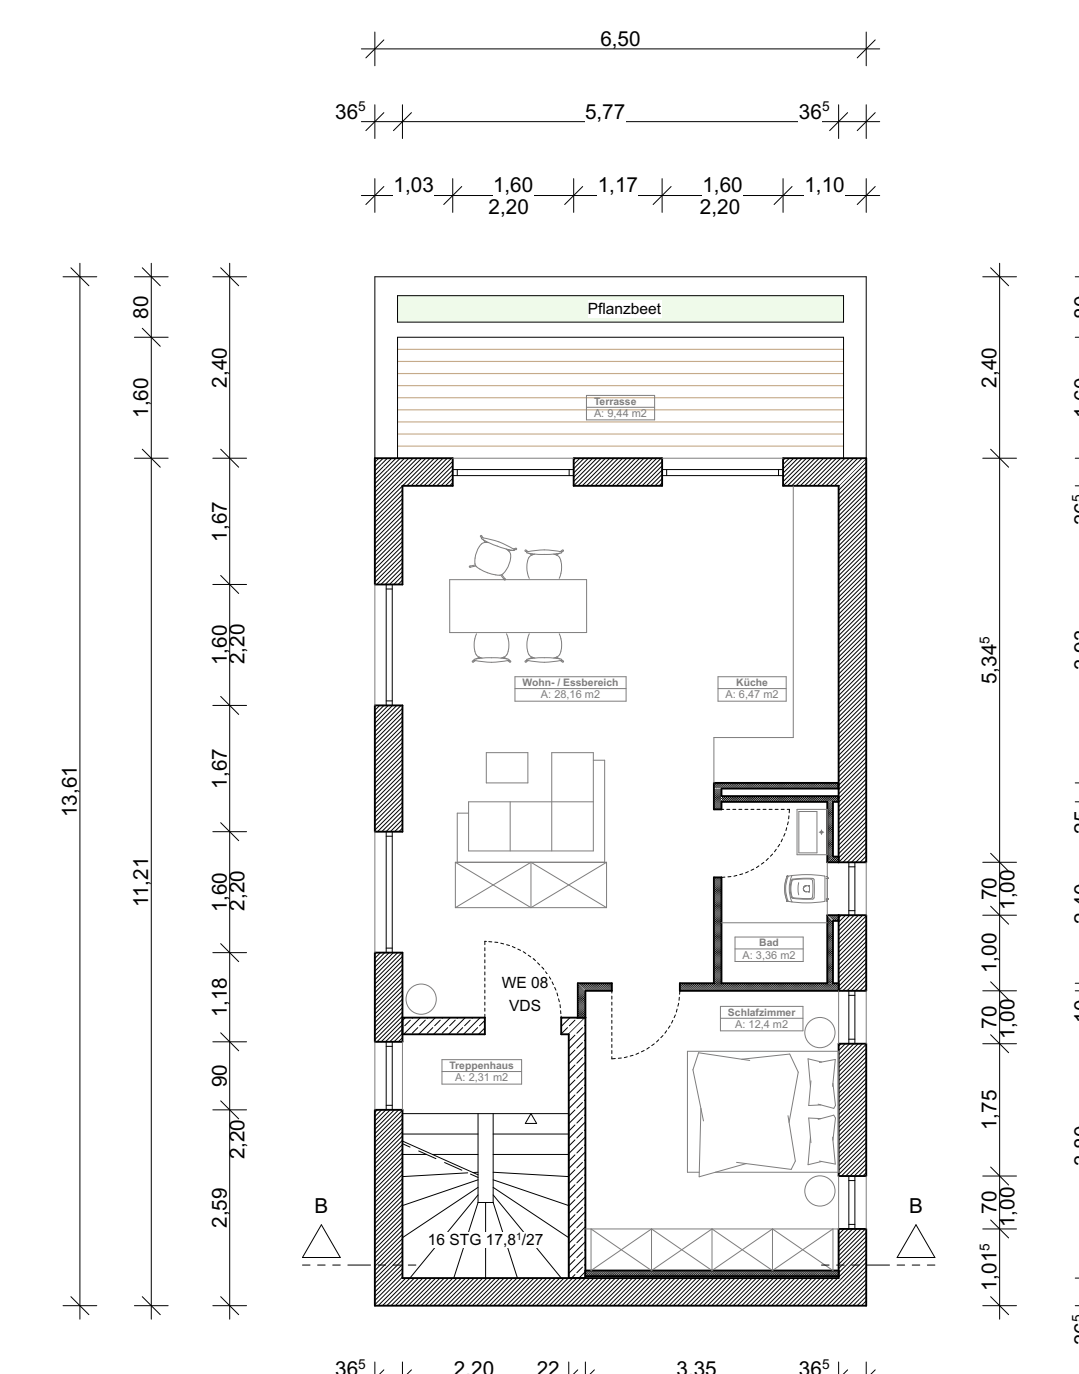 6,50
36⁵ 5,77 36⁵
1,03 1,60 1,17 1,60 1,10
2,20 2,20
80
1,60
2,40
1,67
1,60
2,20
1,67
1,60
2,20
1,18
90
2,20
2,59
13,61
11,21
Pflanzbeet
Terrasse
A: 9,44 m2
Wohn- / Essbereich
A: 28,16 m2
Küche
A: 6,47 m2
Bad
A: 3,36 m2
WE 08
VDS
Schlafzimmer
A: 12,4 m2
Treppenhaus
A: 2,31 m2
16 STG 17,8¹/27
B
B
2,40
5,34⁵
70
1,00
1,00
70
1,00
1,75
70
1,00
1,01⁵
36⁵ 2,20 22 3,35 36⁵